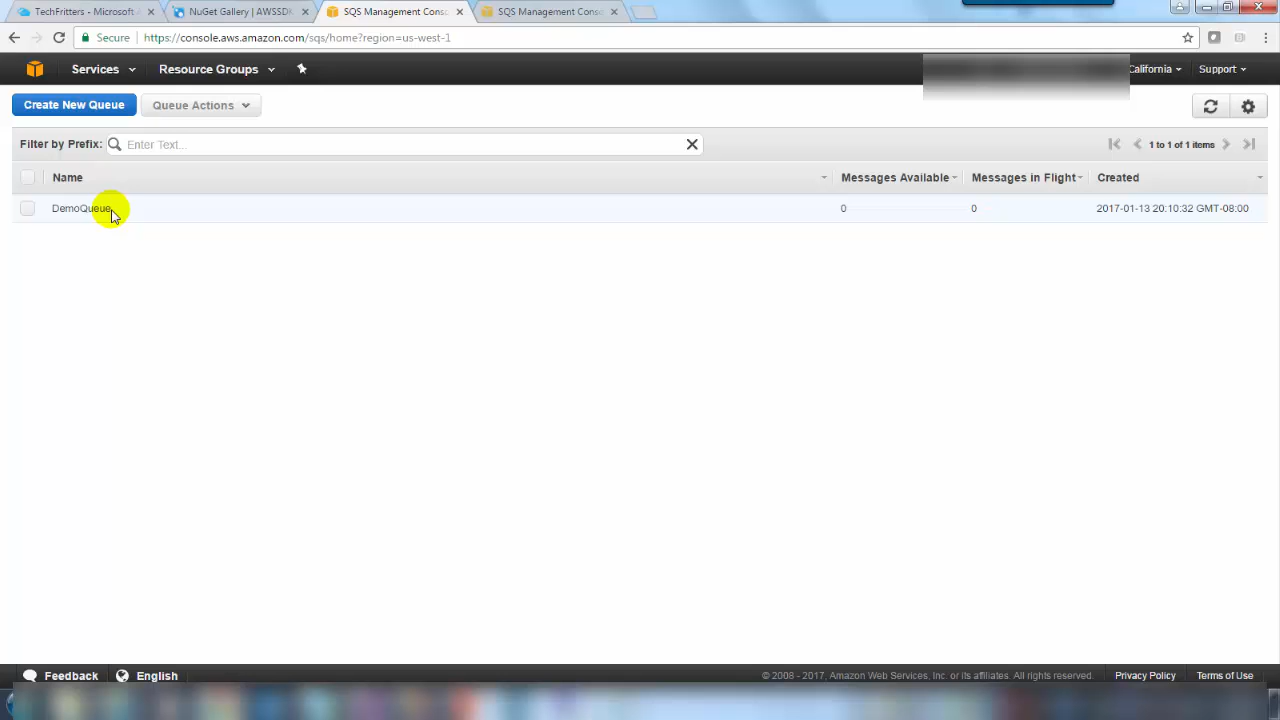 TechFritters - Microsoft
NuGet Gallery | AWSSDK
SQS Management Conso
SQS Management Conso
Secure
https://console.aws.amazon.com/sqs/home?region=us-west-1
Services
Resource Groups
California
Support
Create New Queue
Queue Actions
Filter by Prefix:
Enter Text...
1 to 1 of 1 items
Name
Messages Available
Messages in Flight
Created
DemoQueue
0
0
2017-01-13 20:10:32 GMT-08:00
Feedback
English
© 2008 - 2017, Amazon Web Services, Inc. or its affiliates. All rights reserved.
Privacy Policy
Terms of Use